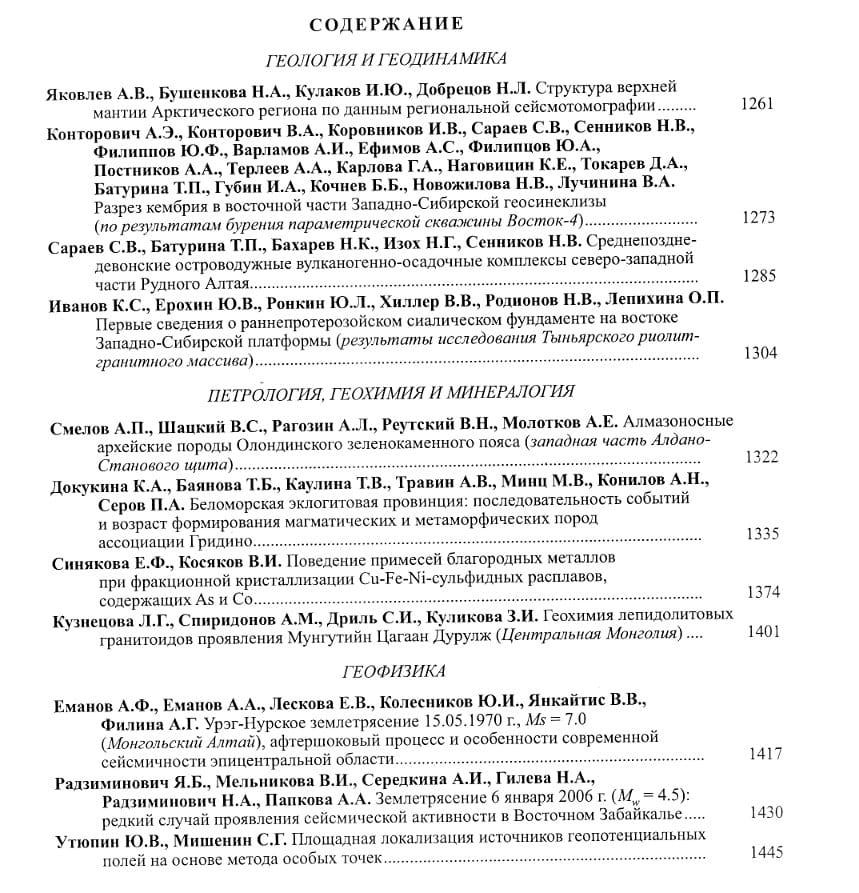 СОДЕРЖАНИЕ
ГЕОЛОГИЯ И ГЕОДИНАМИКА
Яковлев А.В., Бушенкова Н.А., Кулаков И.Ю., Добрецов Н.Л. Структура верхней
мантии Арктического региона по данным региональной сейсмотомографии......... 1261
Конторович А.Э., Конторович В.А., Коровников И.В., Сараев С.В., Сенников Н.В.,
Филиппов Ю.Ф., Варламов А.И., Ефимов А.С., Филипцов Ю.А.,
Постников А.А., Терлеев А.А., Карлова Г.А., Наговицин К.Е., Токарев Д.А.,
Батурина Т.П., Губин И.А., Кочнев Б.Б., Новожилова Н.В., Лучинина В.А.
Разрез кембрия в восточной части Западно-Сибирской геосинеклизы
(по результатам бурения параметрической скважины Восток-4)............................ 1273
Сараев С.В., Батурина Т.П., Бахарев Н.К., Изох Н.Г., Сенников Н.В. Среднепоздне-
девонские островодужные вулканогенно-осадочные комплексы северо-западной
части Рудного Алтая................................................................................ 1285
Иванов К.С., Ерохин Ю.В., Ронкин Ю.Л., Хиллер В.В., Родионов Н.В., Лепихина О.П.
Первые сведения о раннепротерозойском сиалическом фундаменте на востоке
Западно-Сибирской платформы (результаты исследования Тыньярского риолит-
гранитного массива)................................................................................ 1304
ПЕТРОЛОГИЯ, ГЕОХИМИЯ И МИНЕРАЛОГИЯ
Смелов А.П., Шацкий В.С., Рагозин А.Л., Реутский В.Н., Молотков А.Е. Алмазоносные
архейские породы Олондинского зеленокаменного пояса (западная часть Алдано-
Станового щита)................................................................................ 1322
Докукина К.А., Баянова Т.Б., Каулина Т.В., Травин А.В., Минц М.В., Конилов А.Н.,
Серов П.А. Беломорская эклогитовая провинция: последовательность событий
и возраст формирования магматических и метаморфических пород
ассоциации Гридино................................................................................ 1335
Синякова Е.Ф., Косяков В.И. Поведение примесей благородных металлов
при фракционной кристаллизации Cu-Fe-Ni-сульфидных расплавов,
содержащих As и Co................................................................................ 1374
Кузнецова Л.Г., Спиридонов А.М., Дриль С.И., Куликова З.И. Геохимия лепидолитовых
гранитоидов проявления Мунгутийн Цагаан Дурулж (Центральная Монголия) .... 1401
ГЕОФИЗИКА
Еманов А.Ф., Еманов А.А., Лескова Е.В., Колесников Ю.И., Янкайтис В.В.,
Филина А.Г. Урэг-Нурское землетрясение 15.05.1970 г., Ms = 7.0
(Монгольский Алтай), афтершоковый процесс и особенности современной
сейсмичности эпицентральной области................................................................ 1417
Радзиминович Я.Б., Мельникова В.И., Середкина А.И., Гилева Н.А.,
Радзиминович Н.А., Папкова А.А. Землетрясение 6 января 2006 г. (Mw = 4.5):
редкий случай проявления сейсмической активности в Восточном Забайкалье..... 1430
Утюпин Ю.В., Мишенин С.Г. Площадная локализация источников геопотенциальных
полей на основе метода особых точек................................................................ 1445